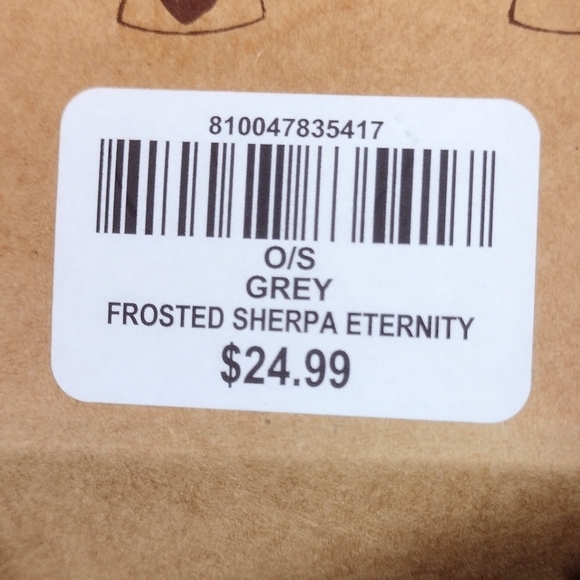 810047835417
O/S
GREY
FROSTED SHERPA ETERNITY
$24.99